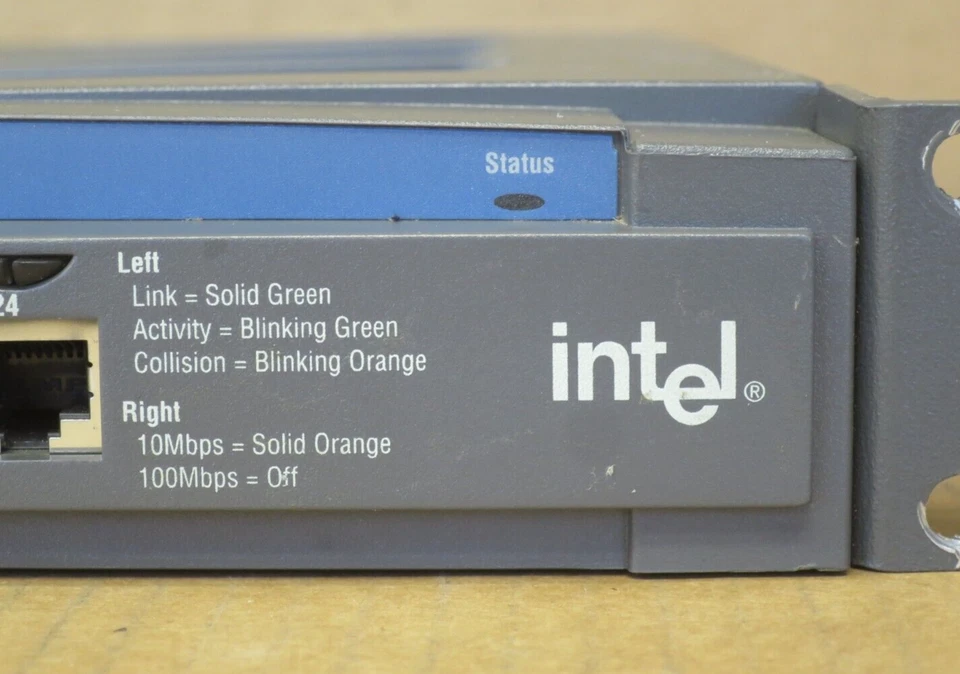 Status
24
Left
Link = Solid Green
Activity = Blinking Green
Collision = Blinking Orange
Right
10Mbps = Solid Orange
100Mbps = Off
intel®